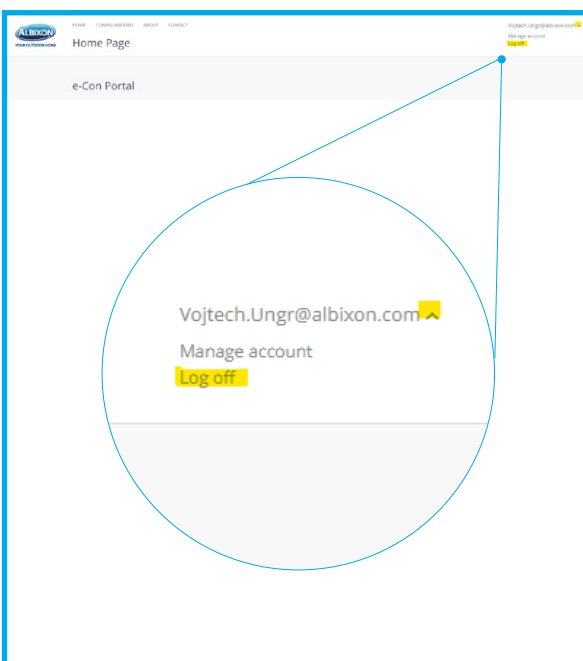 ALBIXON
YOUR OUTDOOR HOME
HOME CONFIGURATIONS ABOUT CONTACT
Home Page
Vojtech.Ungr@albixon.com
Manage account
Log off
e-Con Portal
Vojtech.Ungr@albixon.com
Manage account
Log off